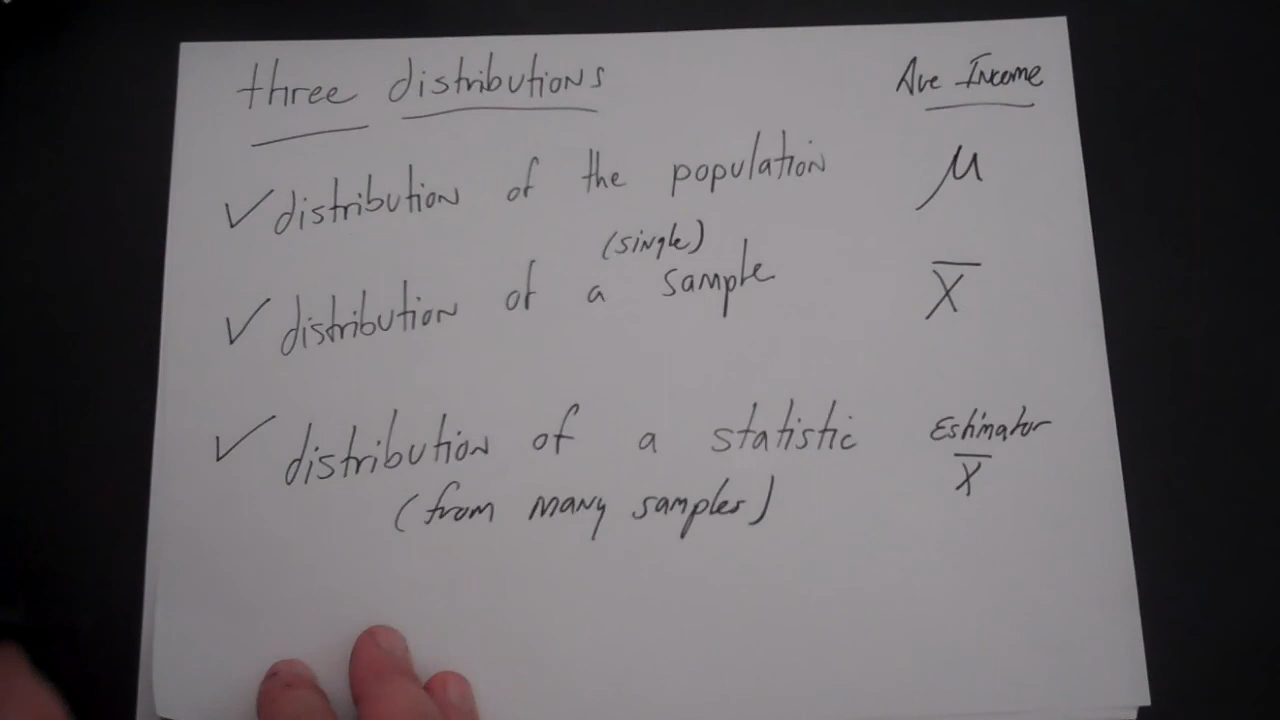 three distributions Ave Income
✓ distribution of the population μ
(single)
✓ distribution of a sample X̅
✓ distribution of a statistic Estimator
(from many samples) X̅